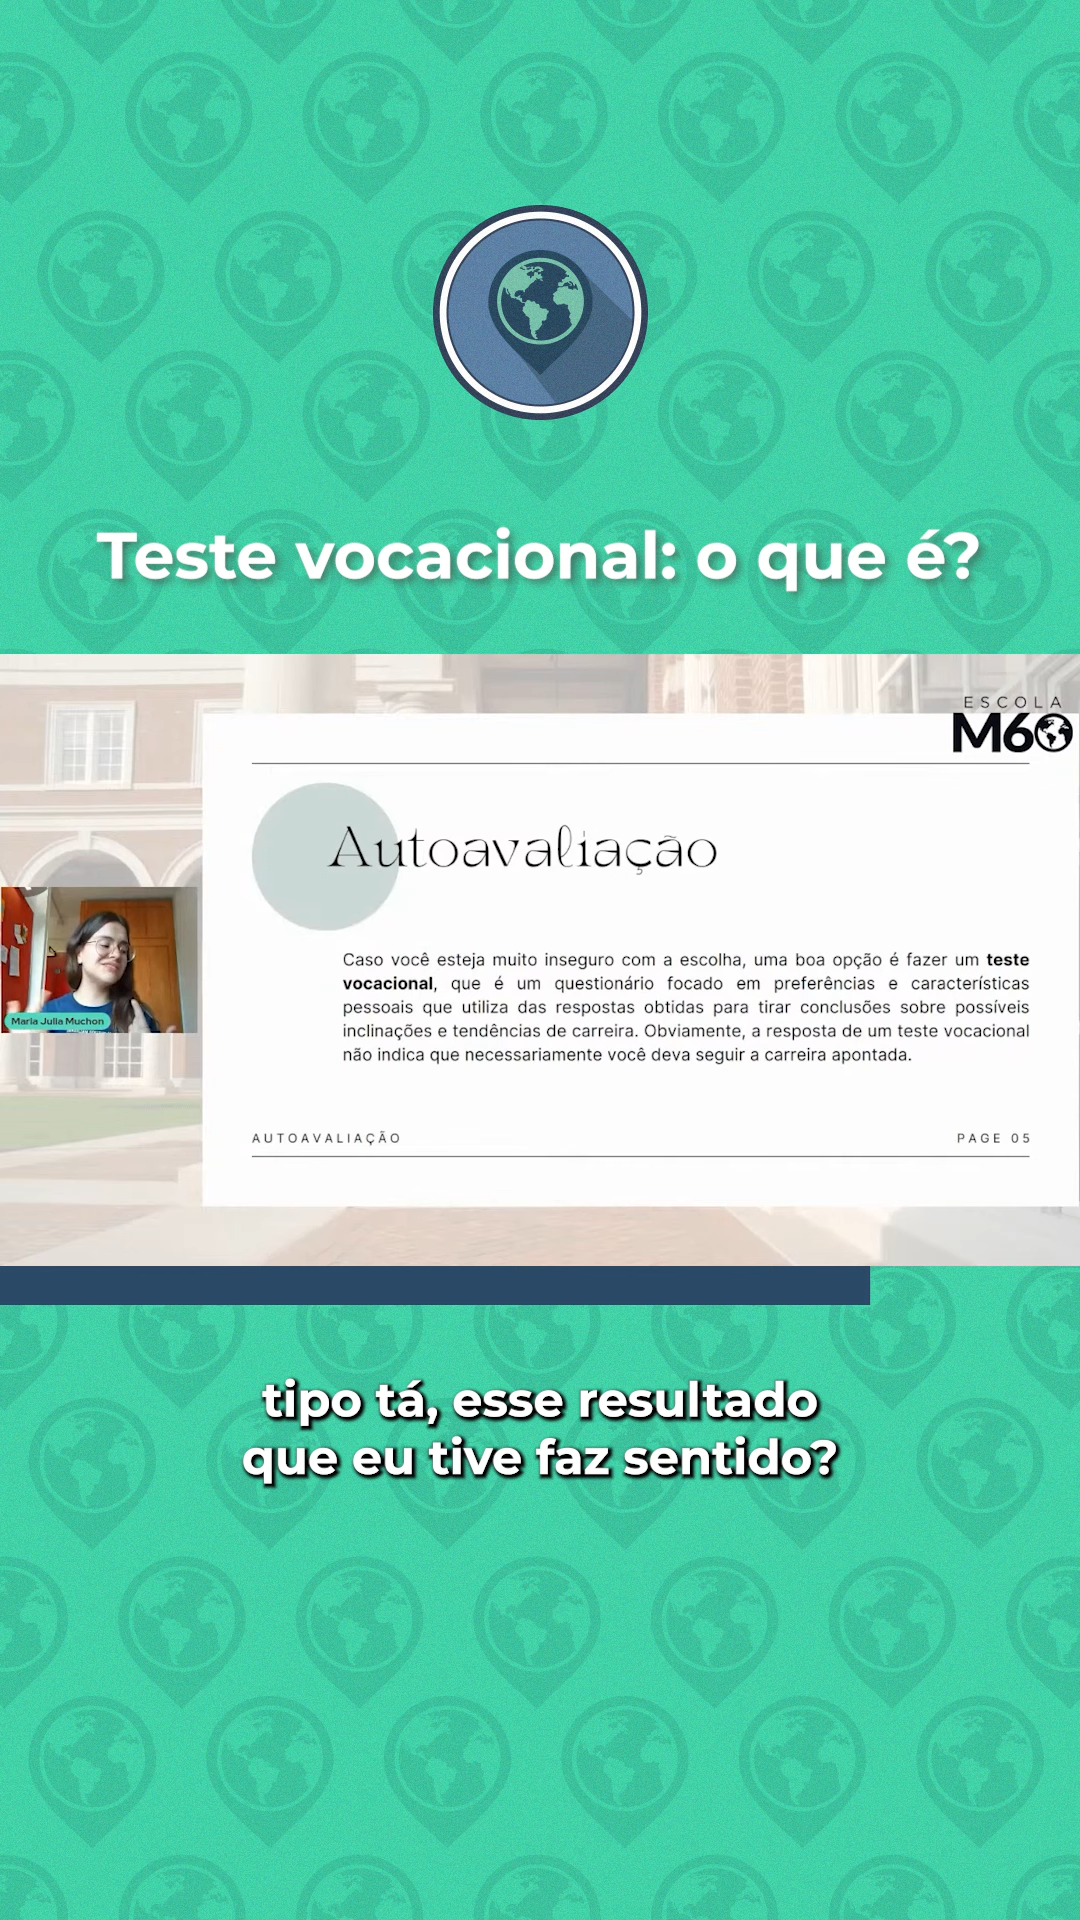 Teste vocacional: o que é?
ESCOLA
M60
Autoavaliação
Caso você esteja muito inseguro com a escolha, uma boa opção é fazer um teste
vocacional, que é um questionário focado em preferências e características
pessoais que utiliza das respostas obtidas para tirar conclusões sobre possíveis
inclinações e tendências de carreira. Obviamente, a resposta de um teste vocacional
não indica que necessariamente você deva seguir a carreira apontada.
Maria Julia Muchon
AUTOAVALIAÇÃO
PAGE 05
tipo tá, esse resultado
que eu tive faz sentido?